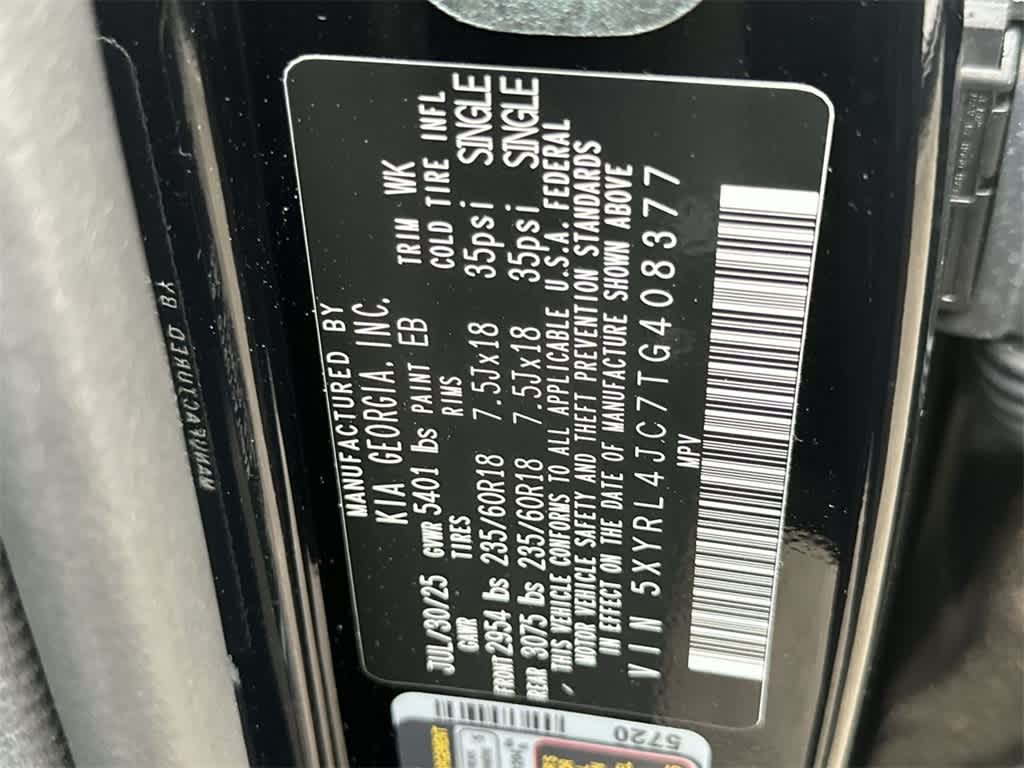 MANUFACTURED BY
KIA GEORGIA, INC.
JUL/30/25 GVWR 5401 lbs PAINT EB TRIM WK
GAWR TIRES RIMS COLD TIRE INFL
FRONT 2954 lbs 235/60R18 7.5Jx18 35psi SINGLE
REAR 3075 lbs 235/60R18 7.5Jx18 35psi SINGLE
THIS VEHICLE CONFORMS TO ALL APPLICABLE U.S.A. FEDERAL
MOTOR VEHICLE SAFETY AND THEFT PREVENTION STANDARDS
IN EFFECT ON THE DATE OF MANUFACTURE SHOWN ABOVE
VIN 5XYRL4JC7TG408377
MPV
5720
MANUFACTURED BY